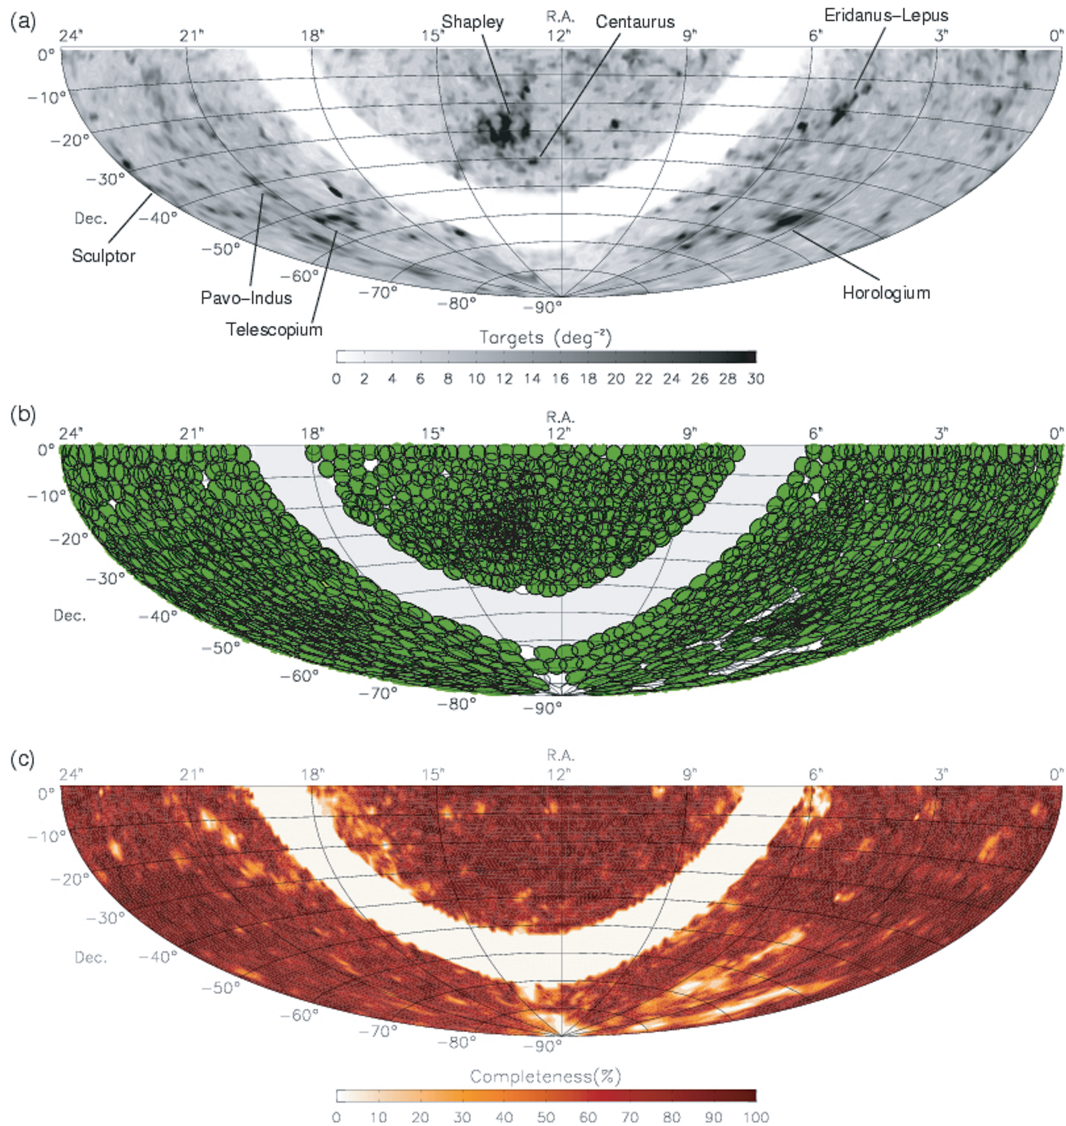 (a)
Shapley
R.A.
Centaurus
Eridanus–Lepus
24ʰ 21ʰ 18ʰ 15ʰ 12ʰ 9ʰ 6ʰ 3ʰ 0ʰ
0°
−10°
−20°
−30°
Dec. −40°
Sculptor
−50°
Pavo–Indus
−60°
Telescopium
−70°
−80°
−90°
Horologium
Targets (deg⁻²)
0 2 4 6 8 10 12 14 16 18 20 22 24 26 28 30
(b)
R.A.
24ʰ 21ʰ 18ʰ 15ʰ 12ʰ 9ʰ 6ʰ 3ʰ 0ʰ
0°
−10°
−20°
−30°
Dec. −40°
−50°
−60°
−70°
−80°
−90°
(c)
R.A.
24ʰ 21ʰ 18ʰ 15ʰ 12ʰ 9ʰ 6ʰ 3ʰ 0ʰ
0°
−10°
−20°
−30°
Dec. −40°
−50°
−60°
−70°
−80°
−90°
Completeness(%)
0 10 20 30 40 50 60 70 80 90 100